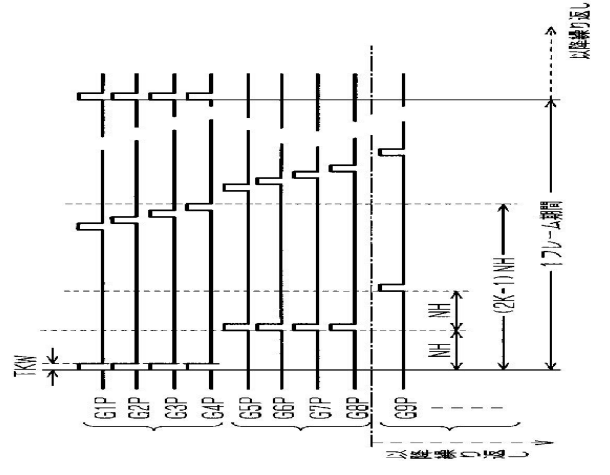 TKW
G1P
G2P
G3P
G4P
G5P
G6P
G7P
G8P
G9P
NH
NH
(2K-1)NH
1フレーム期間
以降繰り返し
以降繰り返し